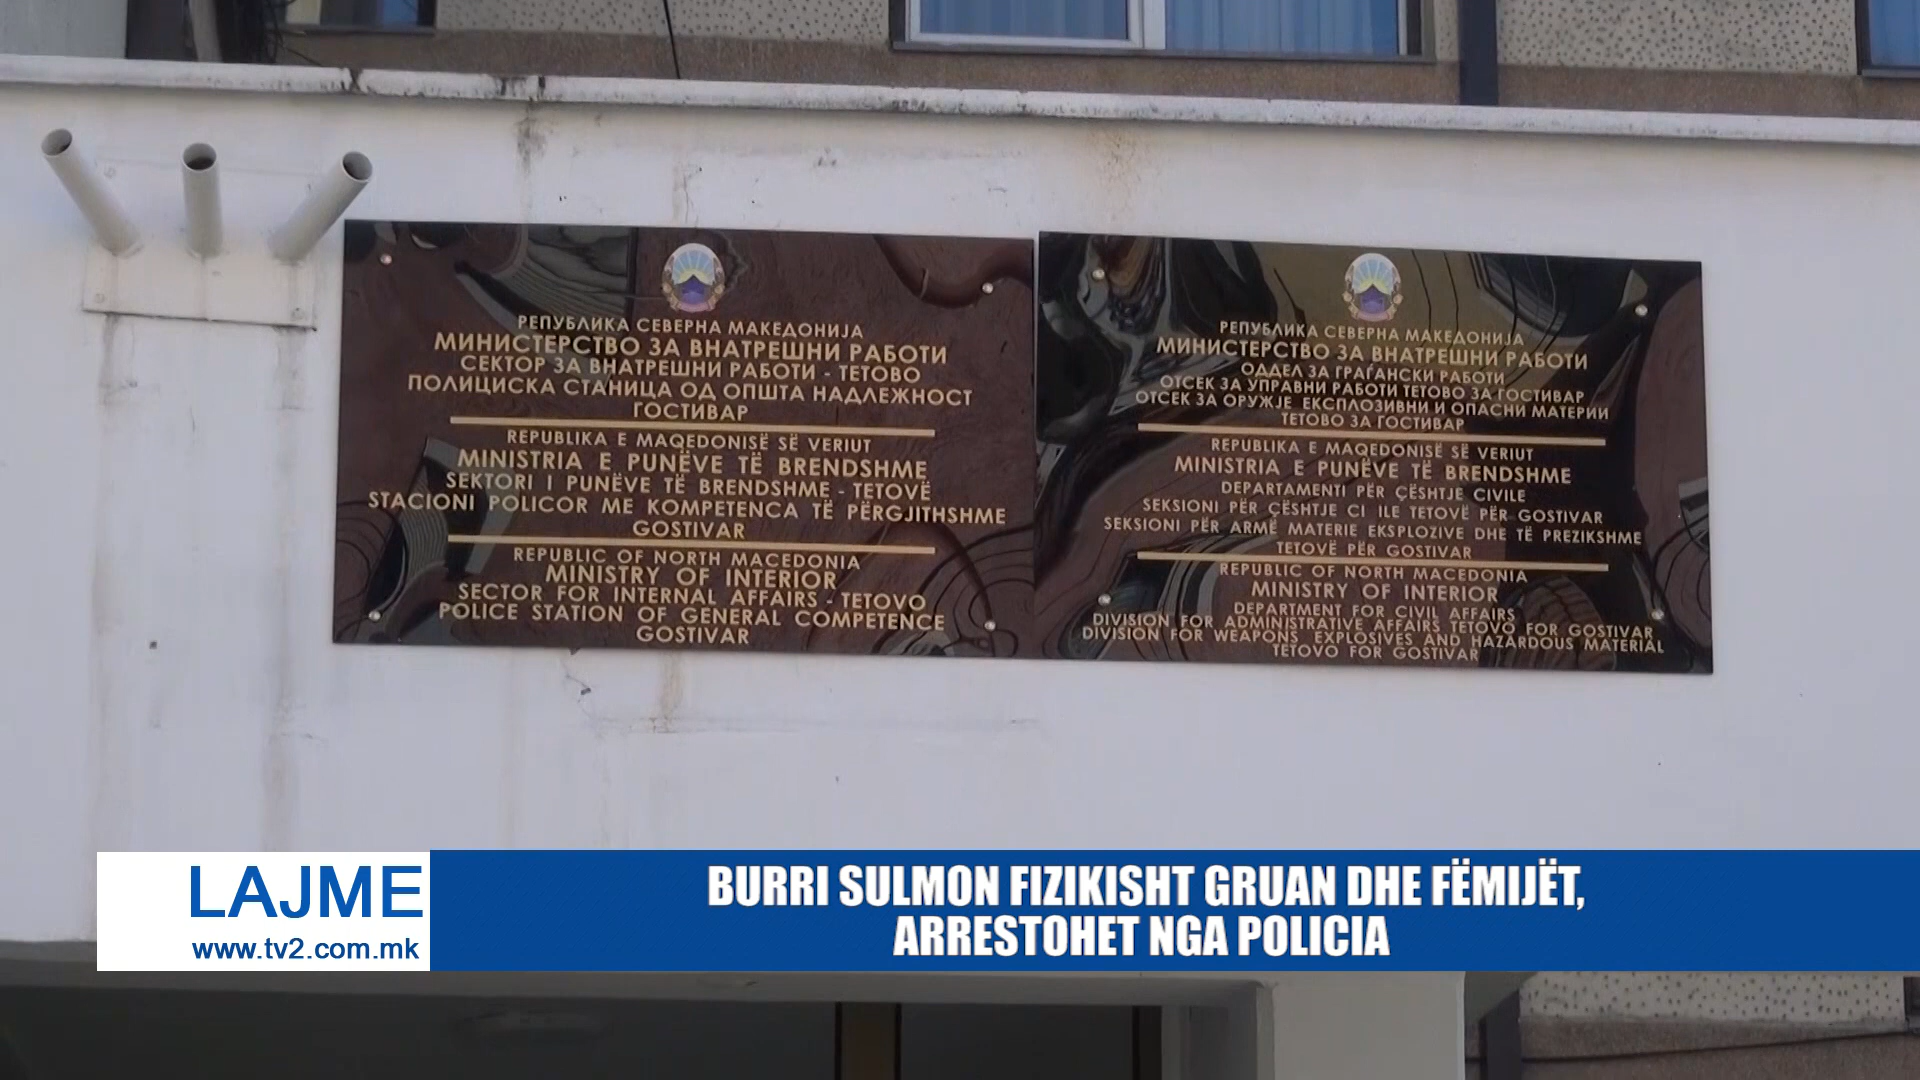 РЕПУБЛИКА СЕВЕРНА МАКЕДОНИЈА
МИНИСТЕРСТВО ЗА ВНАТРЕШНИ РАБОТИ
СЕКТОР ЗА ВНАТРЕШНИ РАБОТИ - ТЕТОВО
ПОЛИЦИСКА СТАНИЦА ОД ОПШТА НАДЛЕЖНОСТ
ГОСТИВАР
REPUBLIKA E MAQEDONISË SË VERIUT
MINISTRIA E PUNËVE TË BRENDSHME
SEKTORI I PUNËVE TË BRENDSHME - TETOVË
STACIONI POLICOR ME KOMPETENCA TË PËRGJITHSHME
GOSTIVAR
REPUBLIC OF NORTH MACEDONIA
MINISTRY OF INTERIOR
SECTOR FOR INTERNAL AFFAIRS - TETOVO
POLICE STATION OF GENERAL COMPETENCE
GOSTIVAR
РЕПУБЛИКА СЕВЕРНА МАКЕДОНИЈА
МИНИСТЕРСТВО ЗА ВНАТРЕШНИ РАБОТИ
ОДДЕЛ ЗА ГРАЃАНСКИ РАБОТИ
ОТСЕК ЗА УПРАВНИ РАБОТИ ТЕТОВО ЗА ГОСТИВАР
ОТСЕК ЗА ОРУЖЈЕ ЕКСПЛОЗИВНИ И ОПАСНИ МАТЕРИИ
ТЕТОВО ЗА ГОСТИВАР
REPUBLIKA E MAQEDONISË SË VERIUT
MINISTRIA E PUNËVE TË BRENDSHME
DEPARTAMENTI PËR ÇËSHTJE CIVILE
SEKSIONI PËR ÇËSHTJE CI ILE TETOVË PËR GOSTIVAR
SEKSIONI PËR ARMË MATERIE EKSPLOZIVE DHE TË PREZIKSHME
TETOVË PËR GOSTIVAR
REPUBLIC OF NORTH MACEDONIA
MINISTRY OF INTERIOR
DEPARTMENT FOR CIVIL AFFAIRS
DIVISION FOR ADMINISTRATIVE AFFAIRS TETOVO FOR GOSTIVAR
DIVISION FOR WEAPONS EXPLOSIVES AND HAZARDOUS MATERIAL
TETOVO FOR GOSTIVAR
LAJME
www.tv2.com.mk
BURRI SULMON FIZIKISHT GRUAN DHE FËMIJËT,
ARRESTOHET NGA POLICIA